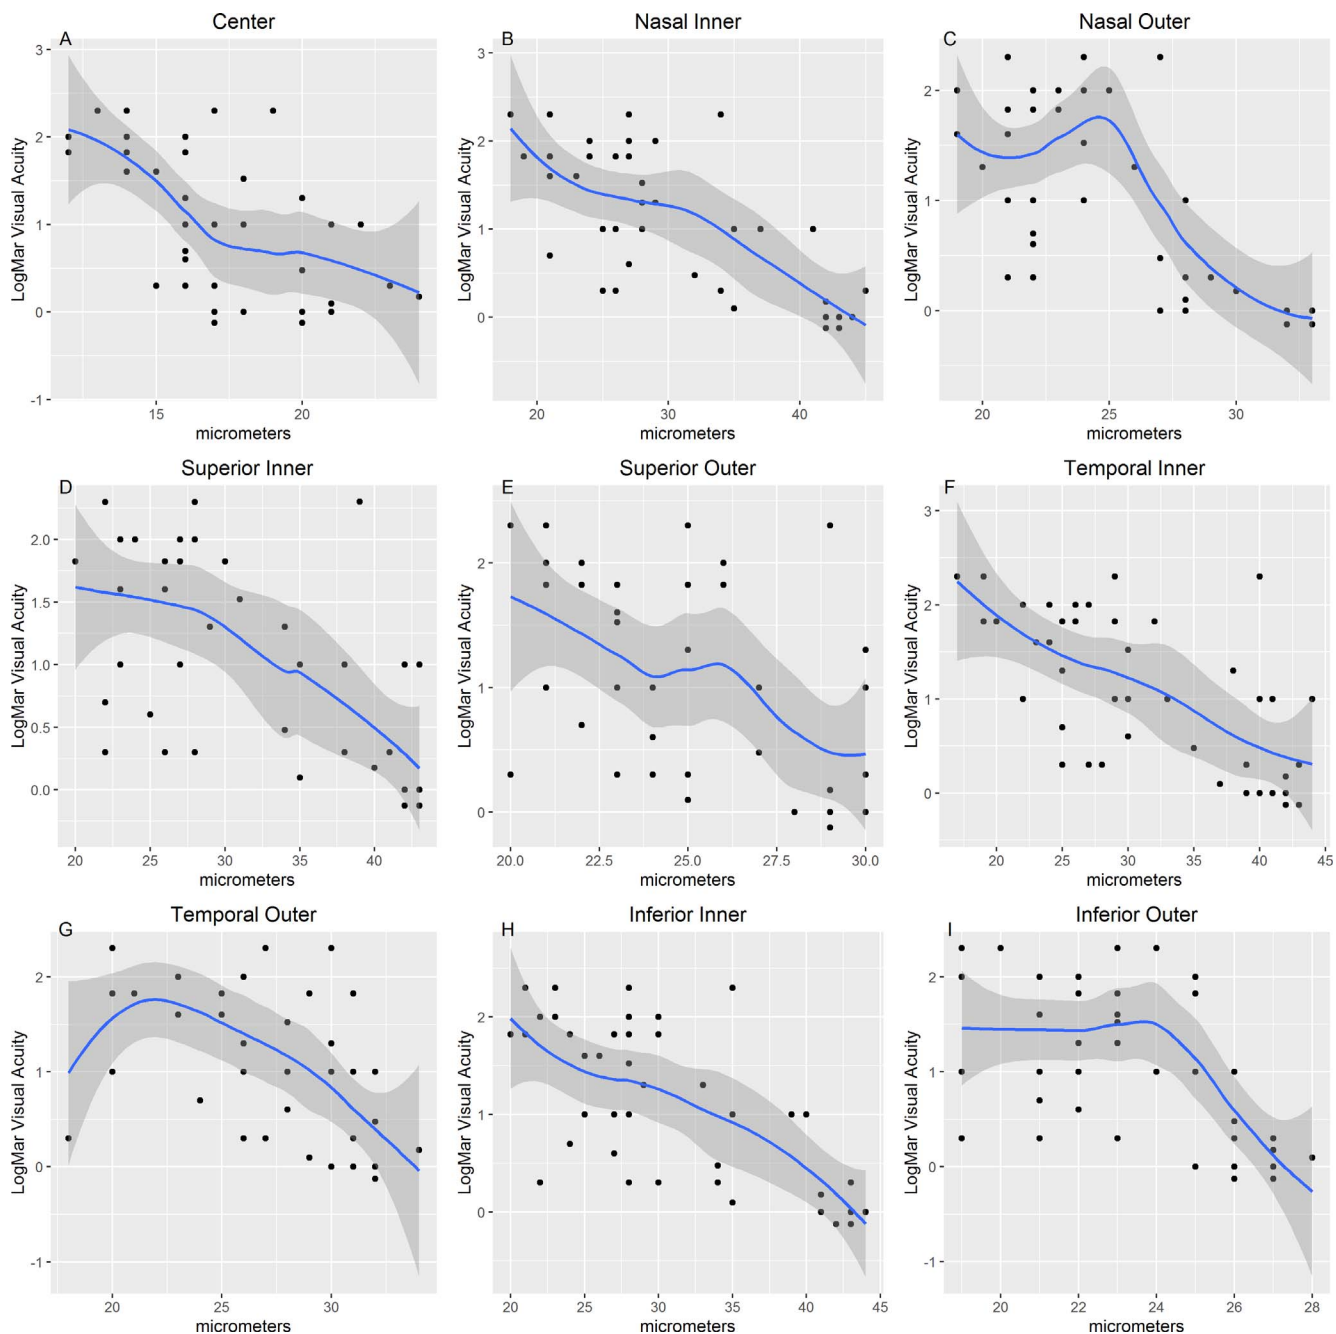 Center
Nasal Inner
Nasal Outer
A
B
C
3
2
1
0
-1
3
2
1
0
2
1
0
LogMar Visual Acuity
LogMar Visual Acuity
LogMar Visual Acuity
15 20
20 30 40
20 25 30
micrometers
micrometers
micrometers
Superior Inner
Superior Outer
Temporal Inner
D
E
F
2.0
1.5
1.0
0.5
0.0
2
1
0
3
2
1
0
LogMar Visual Acuity
LogMar Visual Acuity
LogMar Visual Acuity
20 25 30 35 40
20.0 22.5 25.0 27.5 30.0
20 25 30 35 40 45
micrometers
micrometers
micrometers
Temporal Outer
Inferior Inner
Inferior Outer
G
H
I
2
1
0
-1
3
2
1
0
2
1
0
-1
LogMar Visual Acuity
LogMar Visual Acuity
LogMar Visual Acuity
20 25 30
20 25 30 35 40 45
20 22 24 26 28
micrometers
micrometers
micrometers